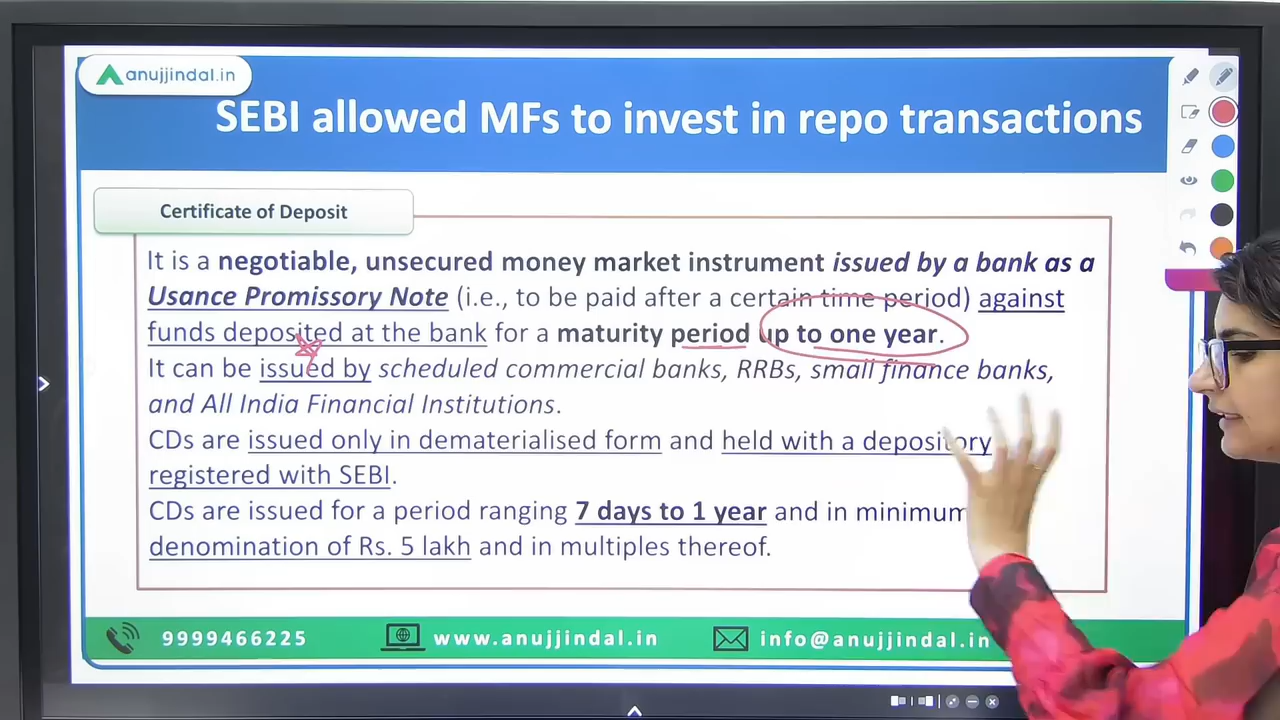 anujjindal.in
SEBI allowed MFs to invest in repo transactions
Certificate of Deposit
It is a negotiable, unsecured money market instrument issued by a bank as a
Usance Promissory Note (i.e., to be paid after a certain time period) against
funds deposited at the bank for a maturity period up to one year.
It can be issued by scheduled commercial banks, RRBs, small finance banks,
and All India Financial Institutions.
CDs are issued only in dematerialised form and held with a depository
registered with SEBI.
CDs are issued for a period ranging 7 days to 1 year and in minimum
denomination of Rs. 5 lakh and in multiples thereof.
9999466225 www.anujjindal.in info@anujjindal.in